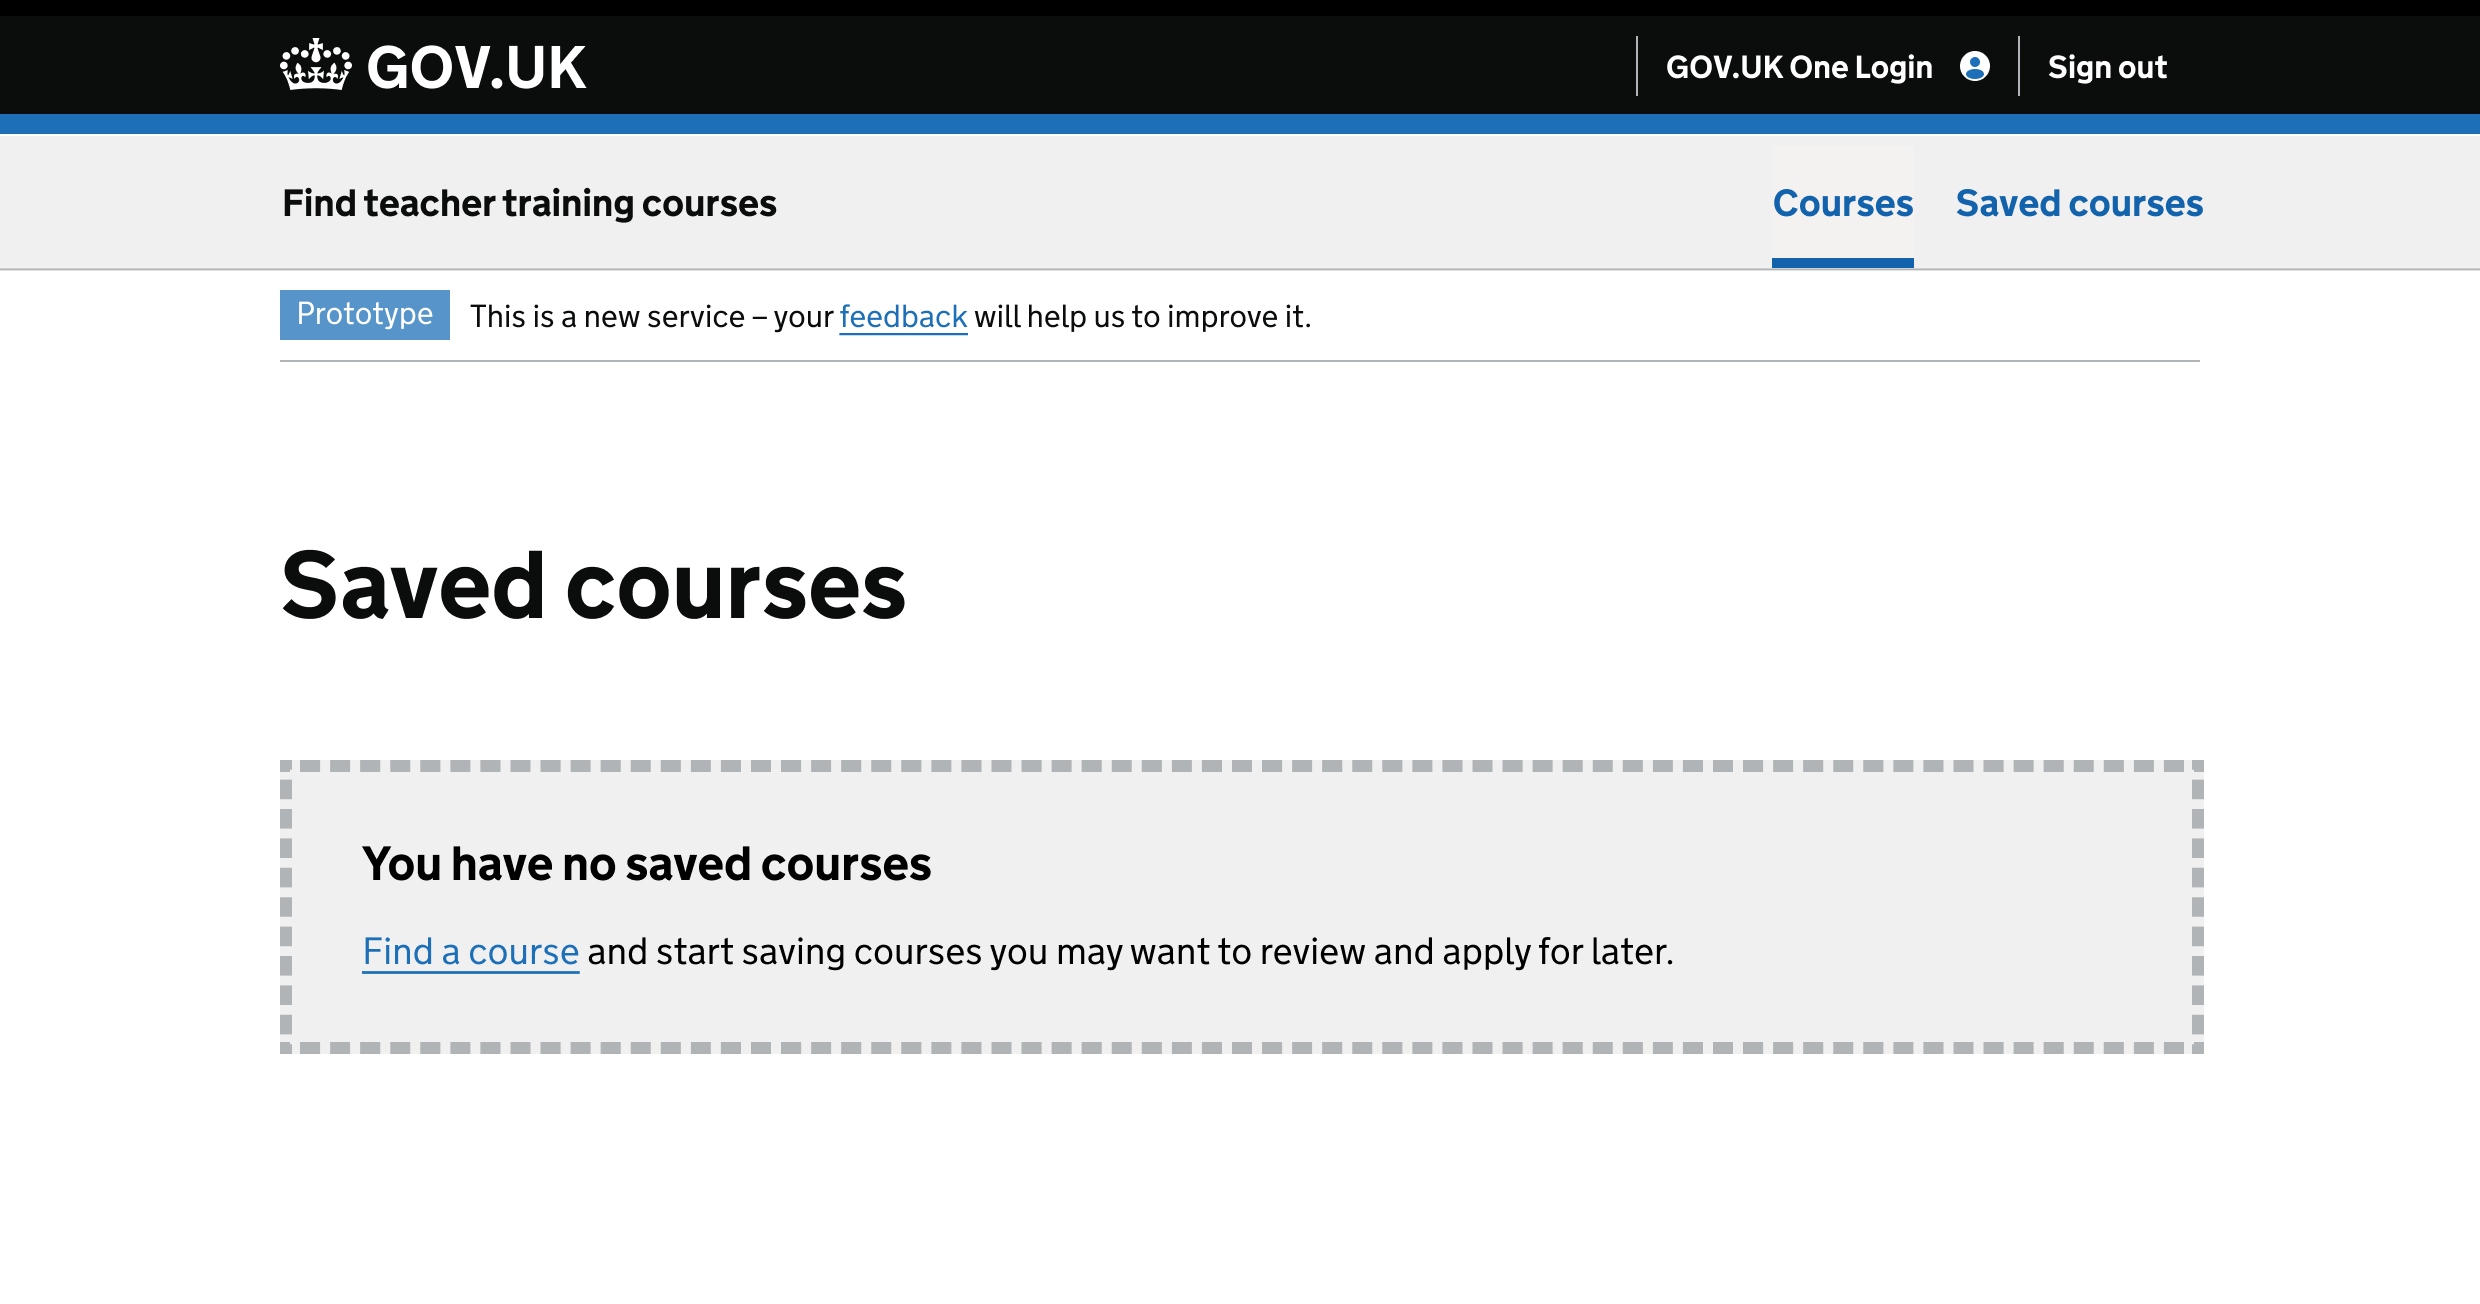 GOV.UK
GOV.UK One Login
Sign out
Find teacher training courses
Courses
Saved courses
Prototype
This is a new service – your feedback will help us to improve it.
Saved courses
You have no saved courses
Find a course and start saving courses you may want to review and apply for later.